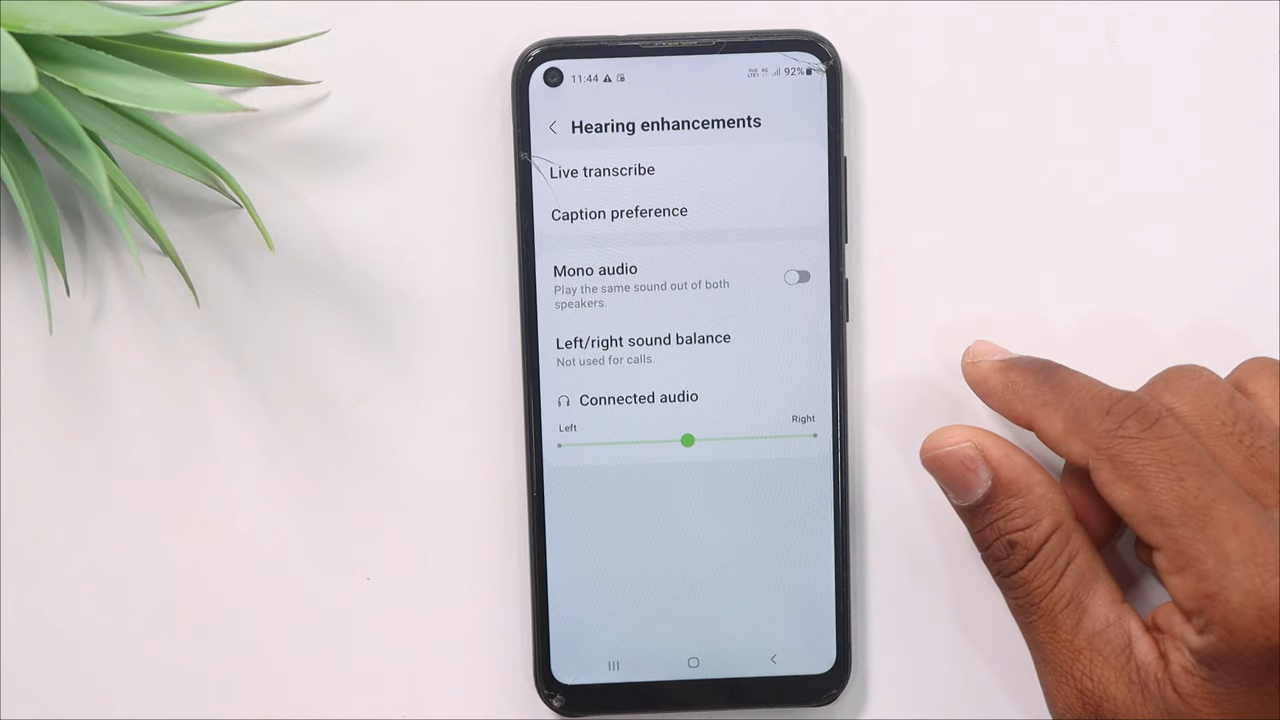 11:44
92%
Hearing enhancements
Live transcribe
Caption preference
Mono audio
Play the same sound out of both
speakers.
Left/right sound balance
Not used for calls.
Connected audio
Left Right